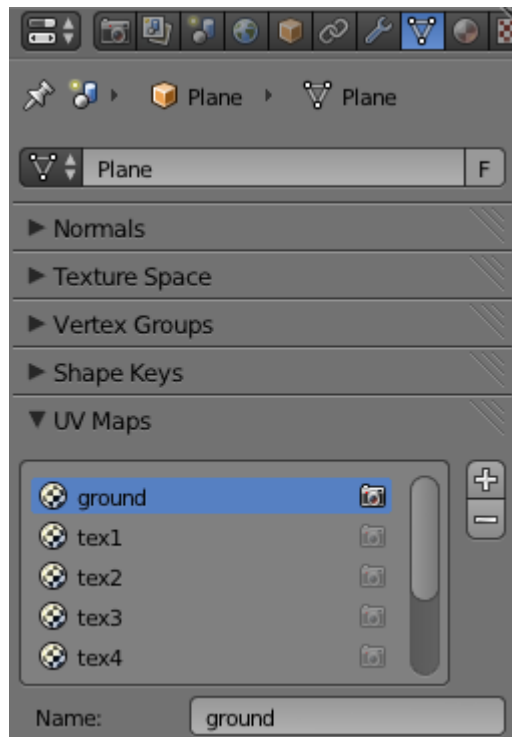 Plane Plane
Plane F
Normals
Texture Space
Vertex Groups
Shape Keys
UV Maps
ground
tex1
tex2
tex3
tex4
Name: ground